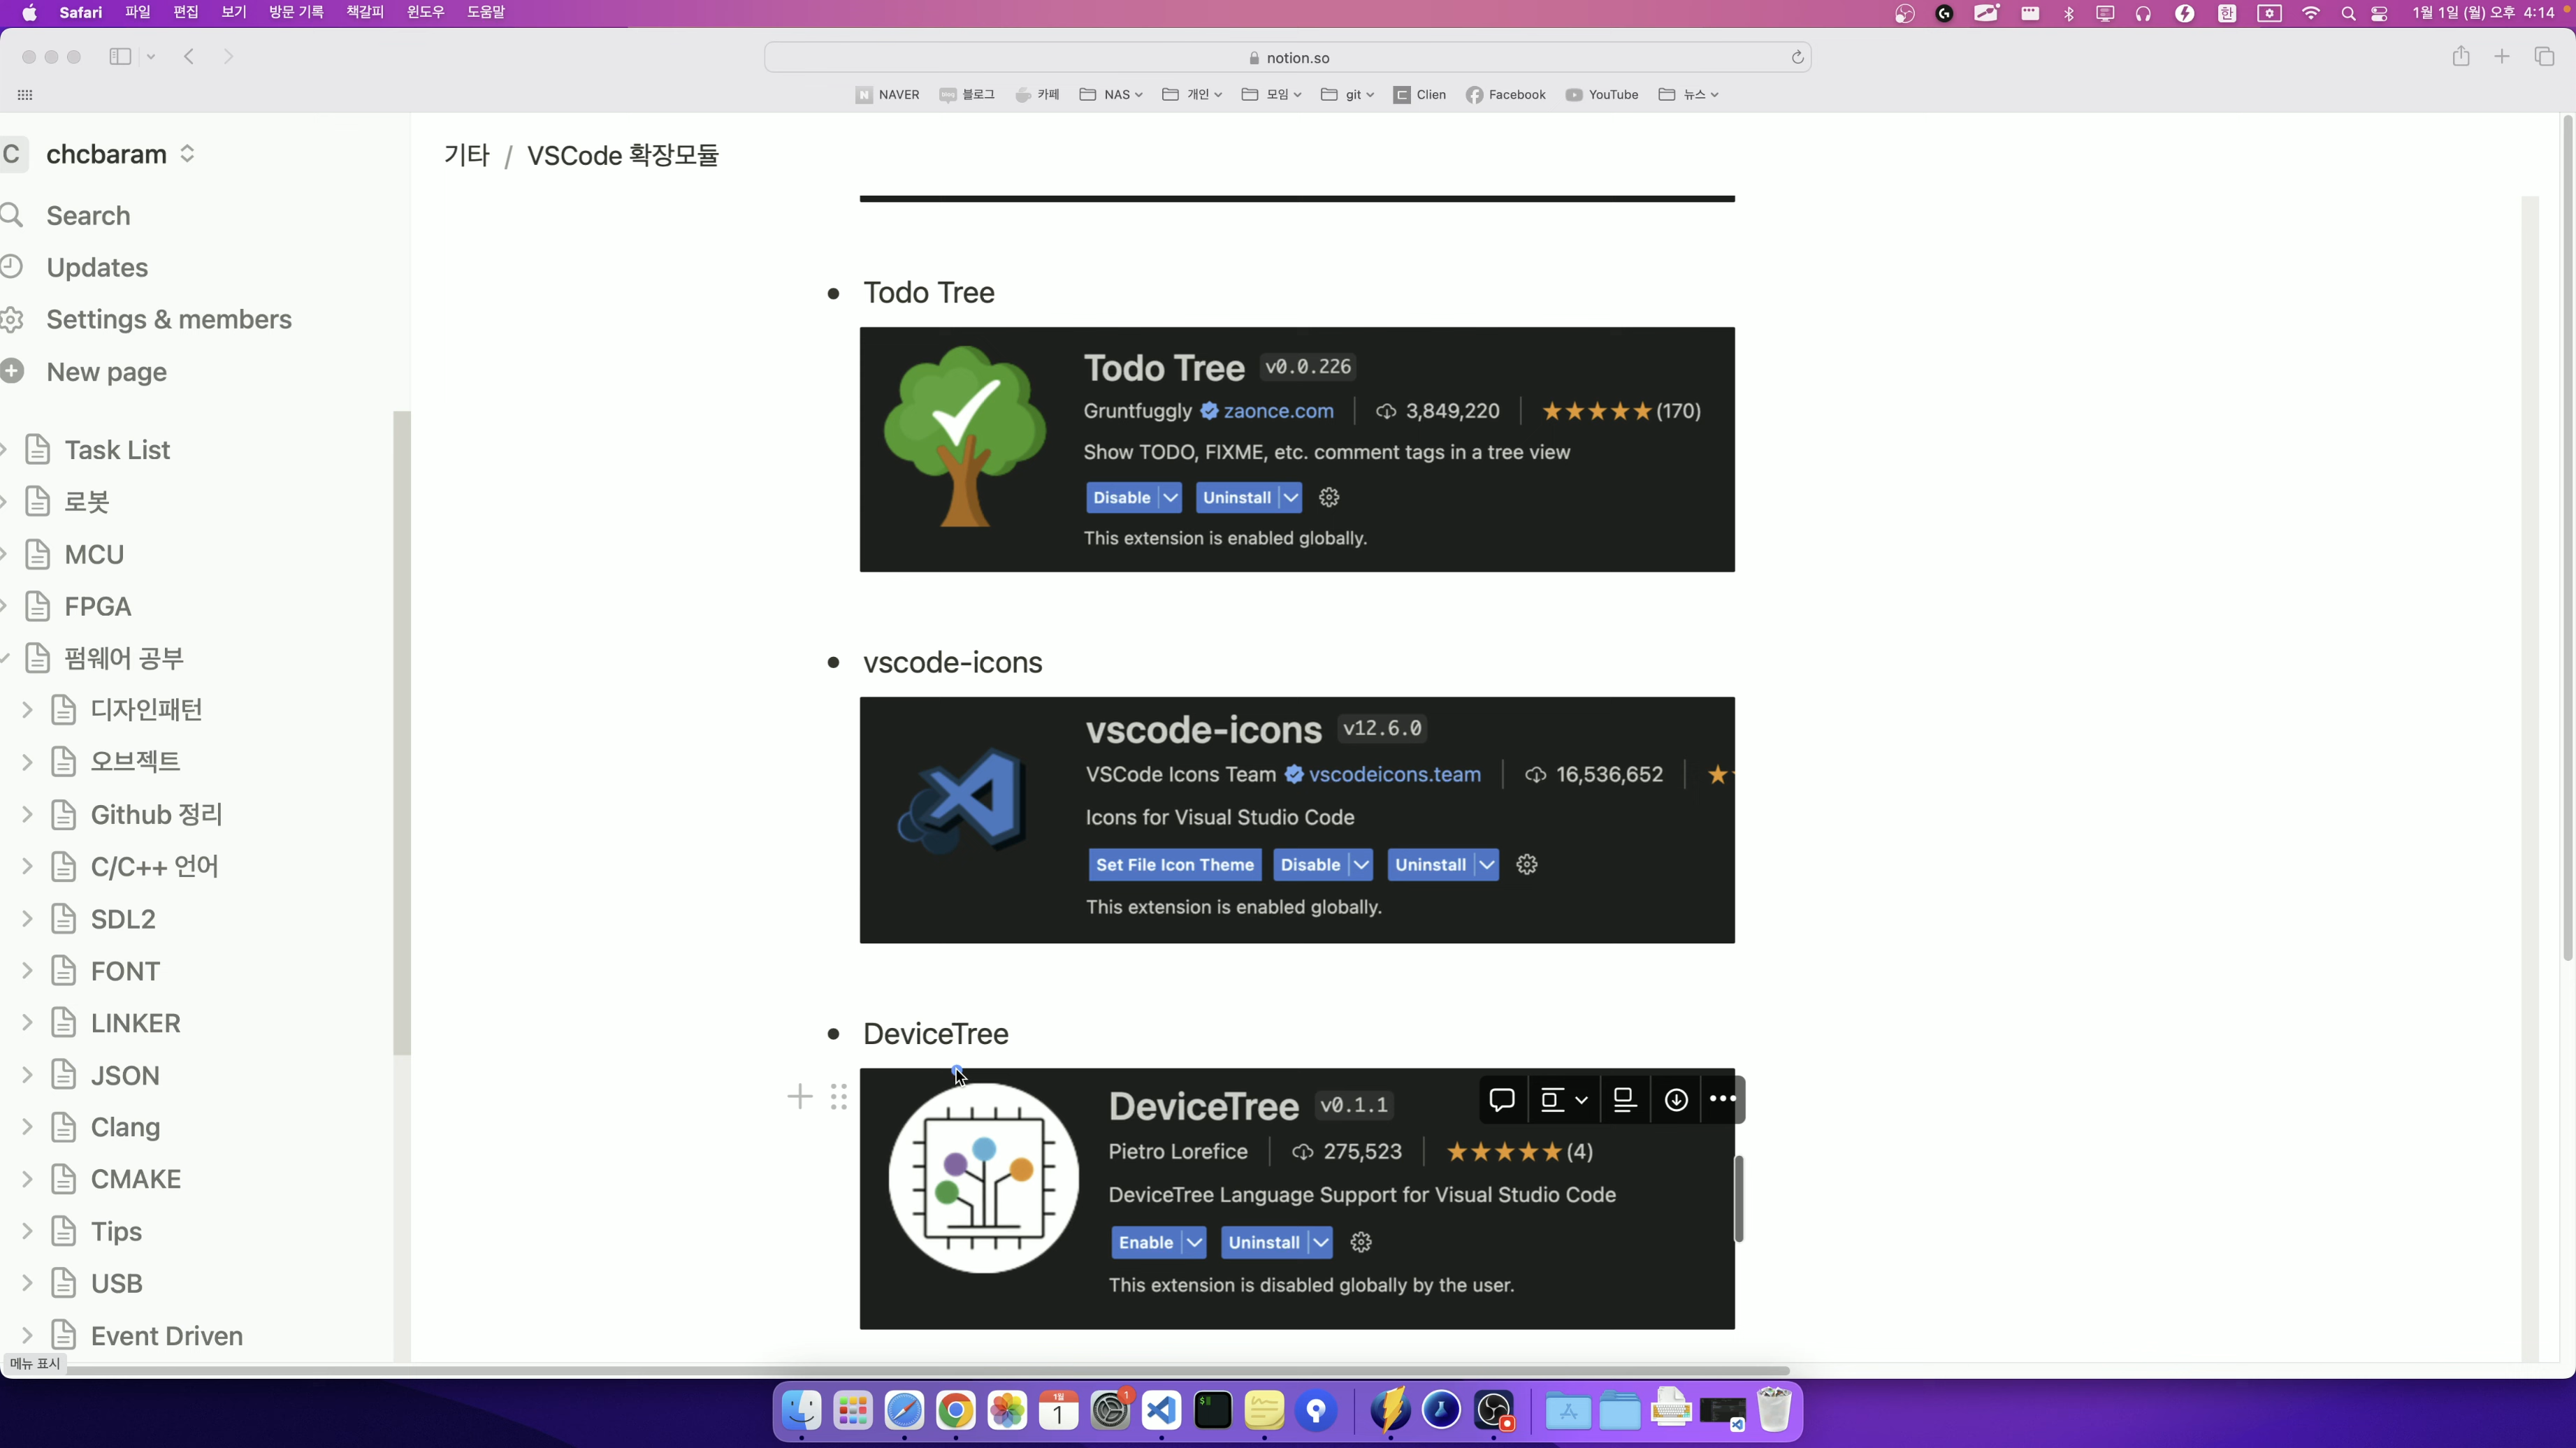 Safari 파일 편집 보기 방문 기록 책갈피 윈도우 도움말 한 1월 1일 (월) 오후 4:14
notion.so
NAVER 블로그 카페 NAS 개인 모임 git Clien Facebook YouTube 뉴스
C chcbaram
기타 / VSCode 확장모듈
Search
Updates
Settings & members
New page
Task List
로봇
MCU
FPGA
펌웨어 공부
디자인패턴
오브젝트
Github 정리
C/C++ 언어
SDL2
FONT
LINKER
JSON
Clang
CMAKE
Tips
USB
Event Driven
메뉴 표시
• Todo Tree
Todo Tree v0.0.226
Gruntfuggly zaonce.com 3,849,220 ★★★★★(170)
Show TODO, FIXME, etc. comment tags in a tree view
Disable Uninstall
This extension is enabled globally.
• vscode-icons
vscode-icons v12.6.0
VSCode Icons Team vscodeicons.team 16,536,652
Icons for Visual Studio Code
Set File Icon Theme Disable Uninstall
This extension is enabled globally.
• DeviceTree
DeviceTree v0.1.1
Pietro Lorefice 275,523 ★★★★★(4)
DeviceTree Language Support for Visual Studio Code
Enable Uninstall
This extension is disabled globally by the user.
1월
1
1